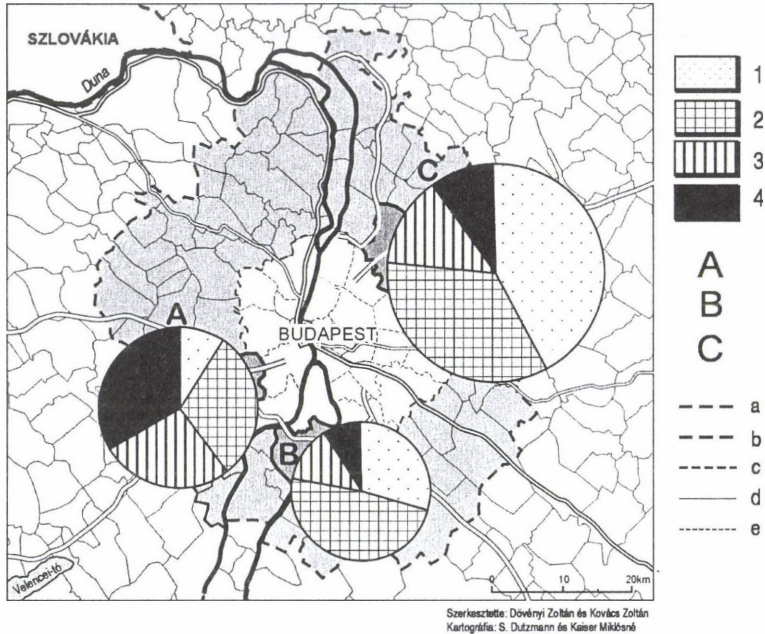 SZLOVÁKIA
Duna
C
A
BUDAPEST
B
Velencei-tó
0 10 20km
1
2
3
4
A
B
C
a
b
c
d
e
Szerkesztette: Dövényi Zoltán és Kovács Zoltán
Kartográfia: S. Dutzmann és Kaiser Miklósné